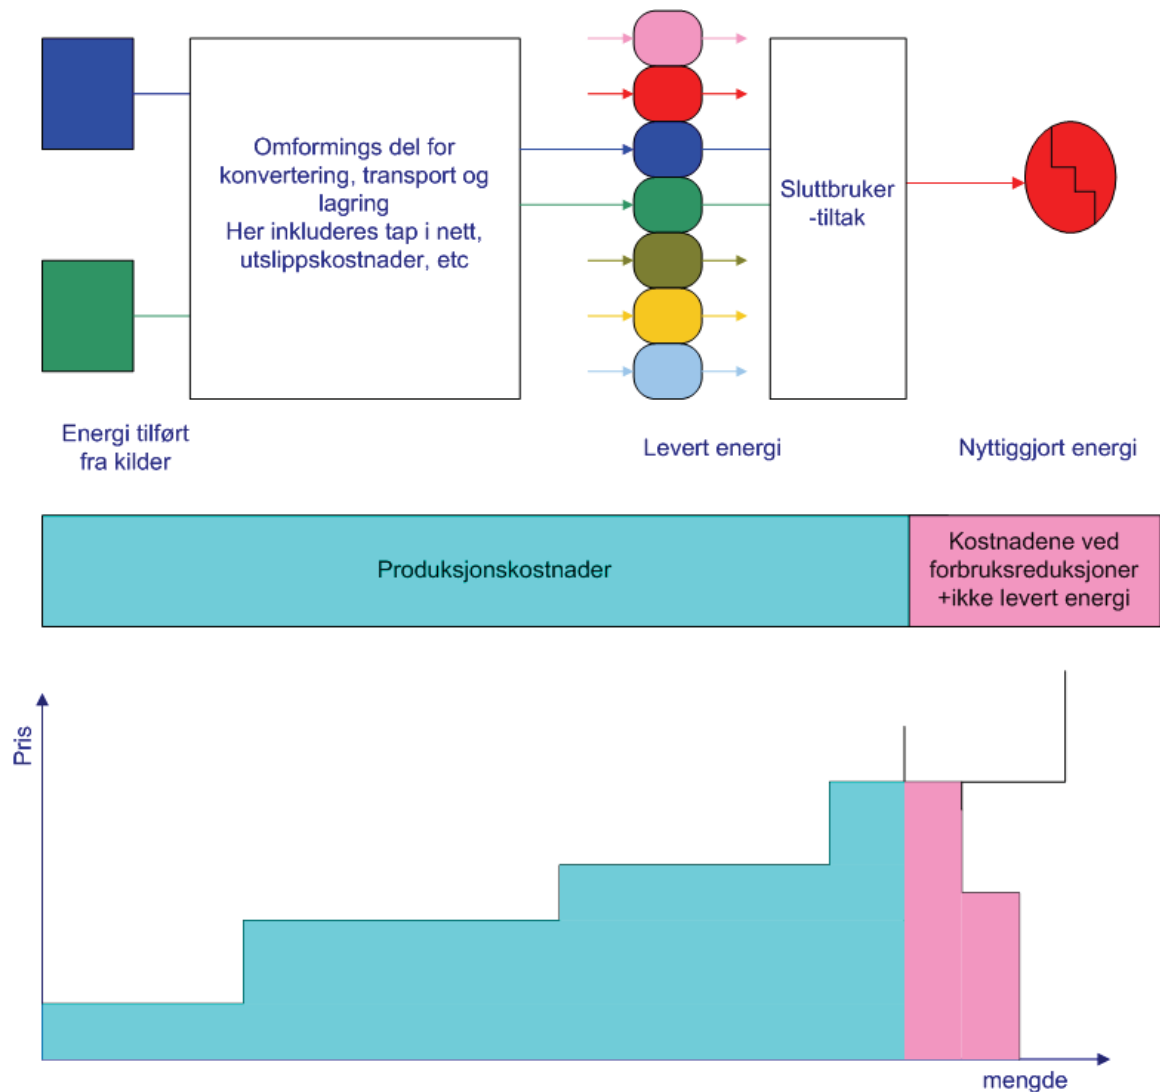 Omformings del for
konvertering, transport og
lagring
Her inkluderes tap i nett,
utslippskostnader, etc
Sluttbruker
-tiltak
Energi tilført
fra kilder
Levert energi
Nyttiggjort energi
Produksjonskostnader
Kostnadene ved
forbruksreduksjoner
+ikke levert energi
Pris
mengde